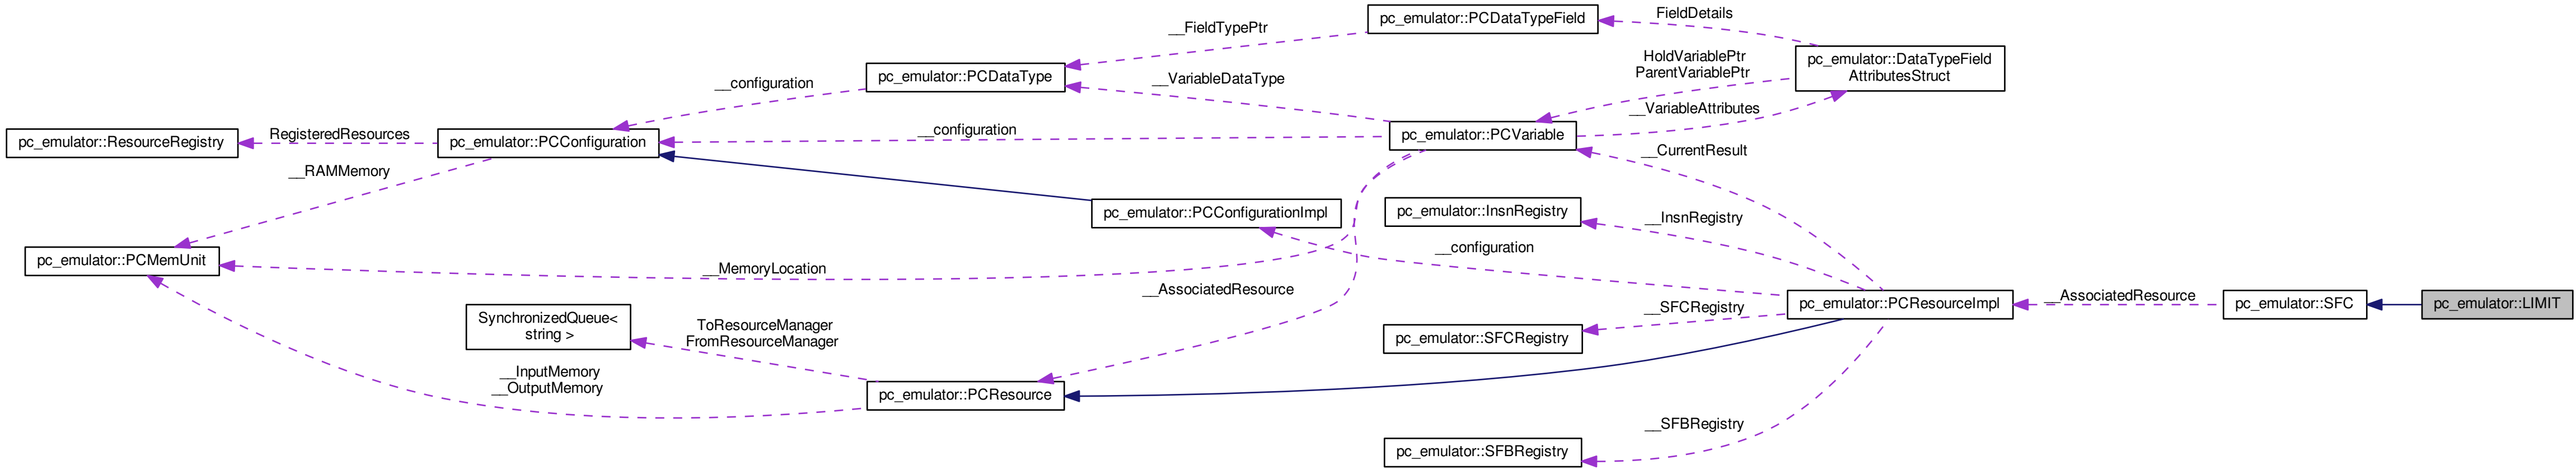 pc_emulator::PCDataTypeField
FieldDetails
__FieldTypePtr
pc_emulator::DataTypeField
AttributesStruct
HoldVariablePtr
ParentVariablePtr
pc_emulator::PCDataType
__VariableDataType
__configuration
__VariableAttributes
pc_emulator::ResourceRegistry
RegisteredResources
pc_emulator::PCConfiguration
__configuration
pc_emulator::PCVariable
__CurrentResult
__RAMMemory
pc_emulator::PCConfigurationImpl
pc_emulator::InsnRegistry
__InsnRegistry
__configuration
pc_emulator::PCMemUnit
__MemoryLocation
__AssociatedResource
pc_emulator::PCResourceImpl
__AssociatedResource
pc_emulator::SFC
pc_emulator::LIMIT
SynchronizedQueue<
string >
ToResourceManager
FromResourceManager
__SFCRegistry
pc_emulator::SFCRegistry
__InputMemory
__OutputMemory
pc_emulator::PCResource
__SFBRegistry
pc_emulator::SFBRegistry